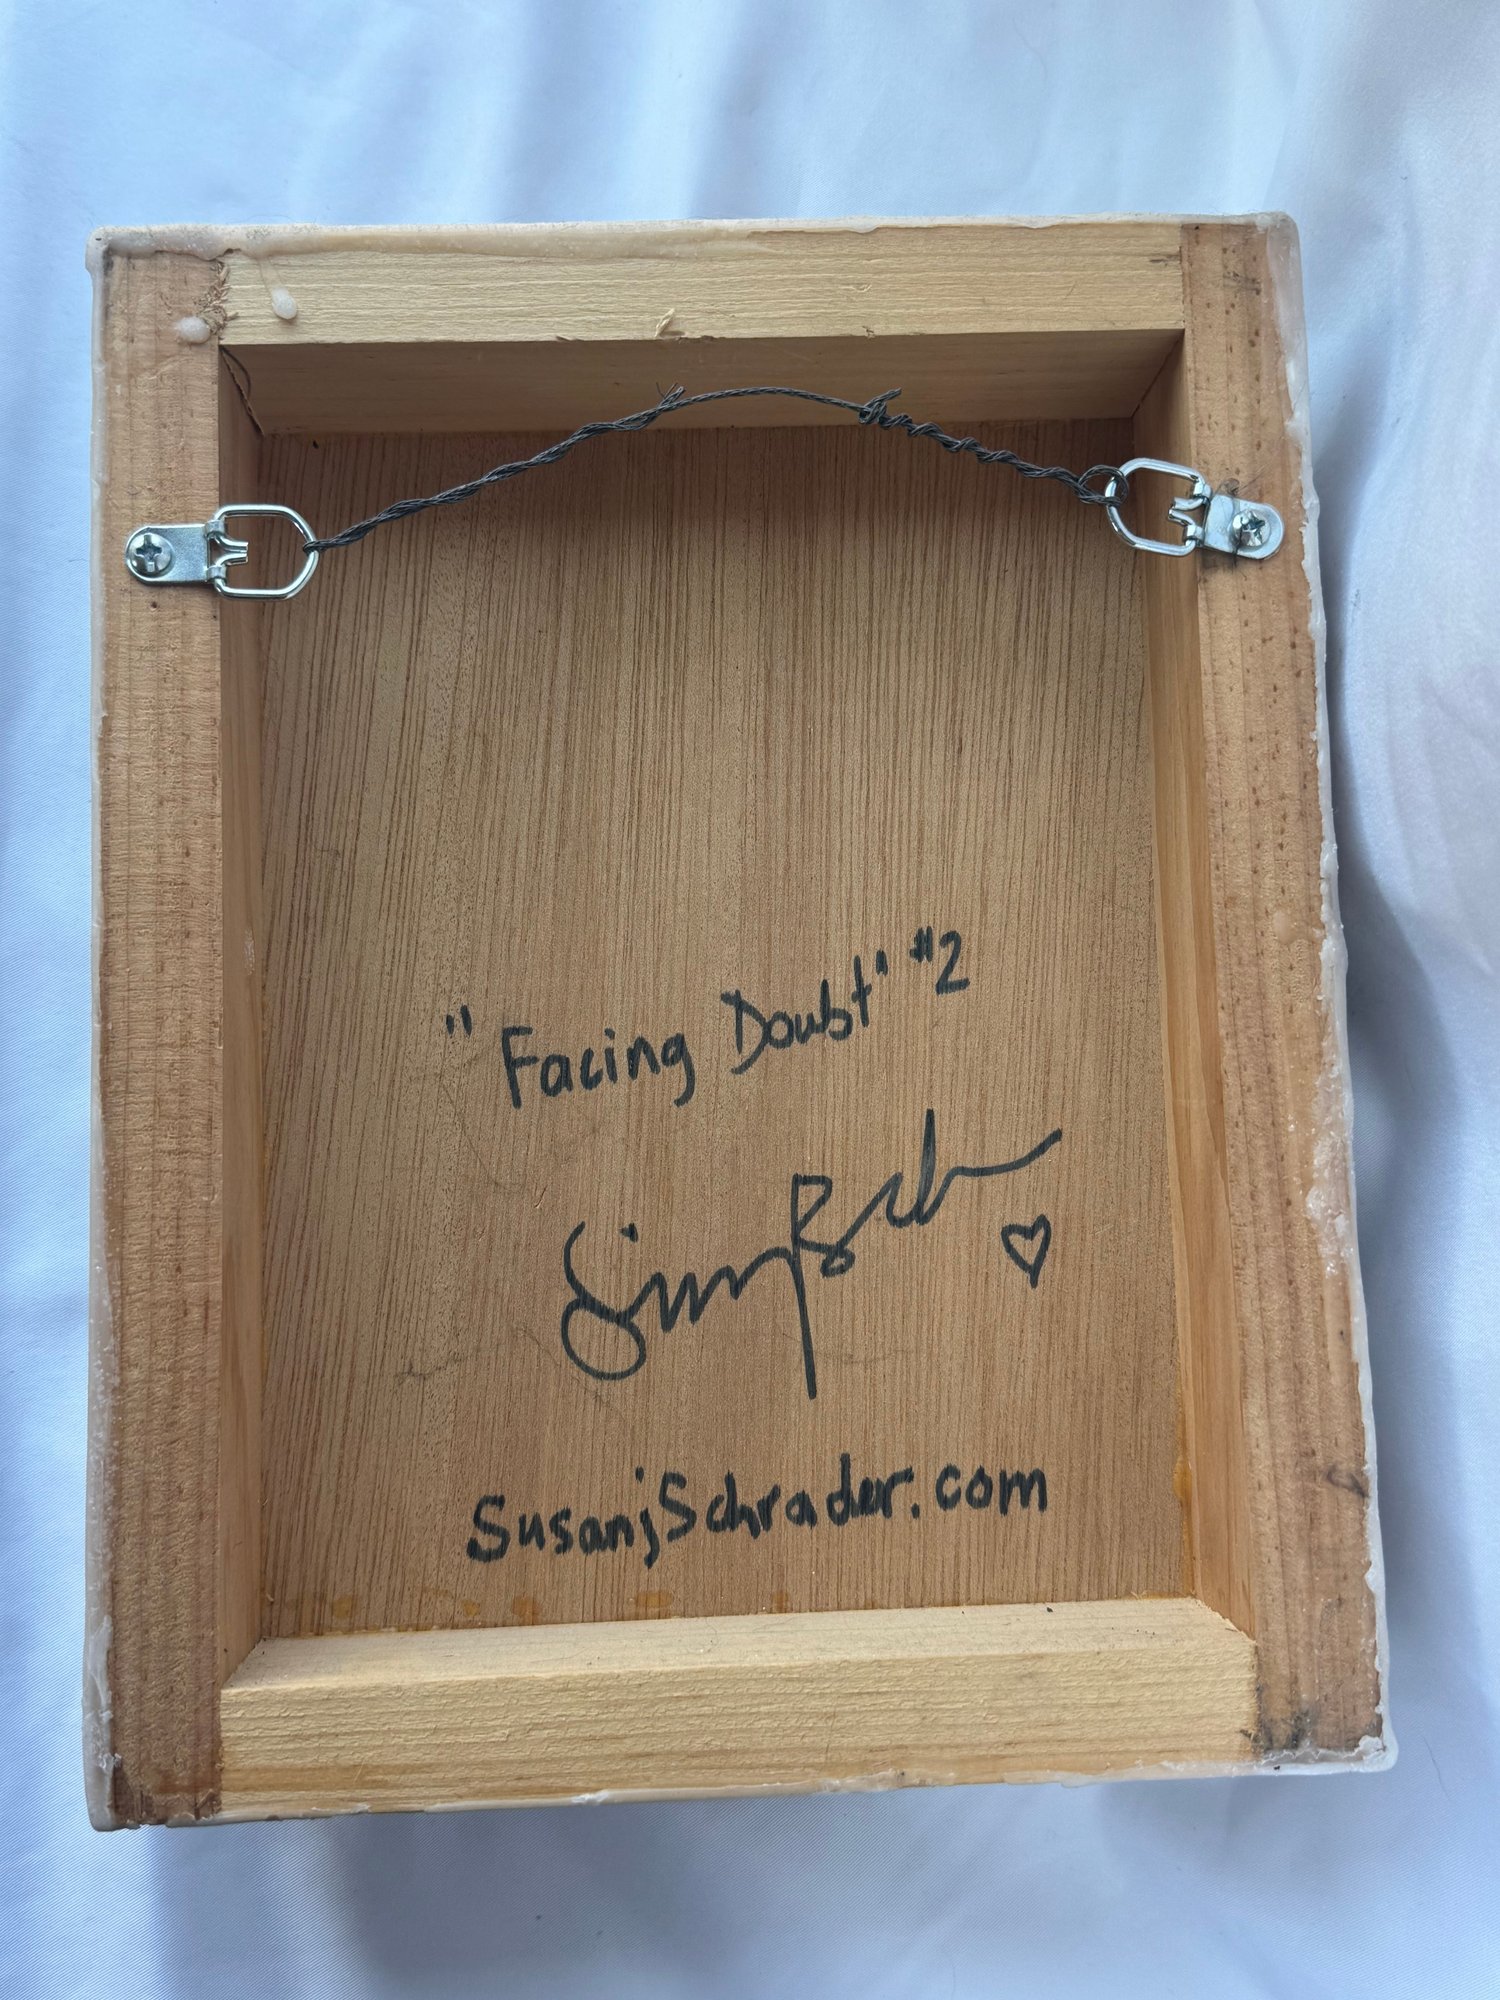 "Facing Doubt" #2
SusanjSchrader.com